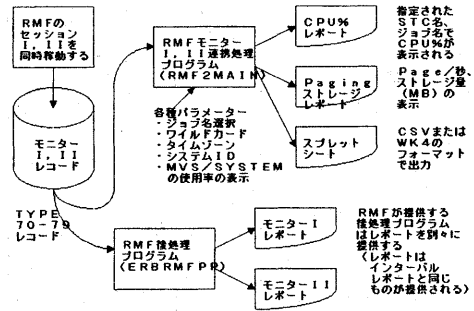 RMFの
セッション
I，IIを
同時移動する
モニター
I，II
レコード
TYPE
70-79
レコード
RMFモニター
I，II連携処理
プログラム
(RMF2MAIN)
各種パラメーター
・ジョブ名選択
・ワイルドカード
・タイムゾーン
・システムID
・MVS/SYSTEM
の使用率の表示
CPU%
レポート
指定された
STC名、
ジョブ名で
CPU%が
表示される
Paging
ストレージ
レポート
Page/秒、
ストレージ量
(MB)の
表示
スプレット
シート
CSVまたは
WK4の
フォーマット
で出力
RMF後処理
プログラム
(ERBRMFPP)
モニターI
レポート
モニターII
レポート
RMFが提供する
後処理プログラム
はレポートを別々に
提供する
(レポートは
インターバル
レポートと同じ
ものが提供される)